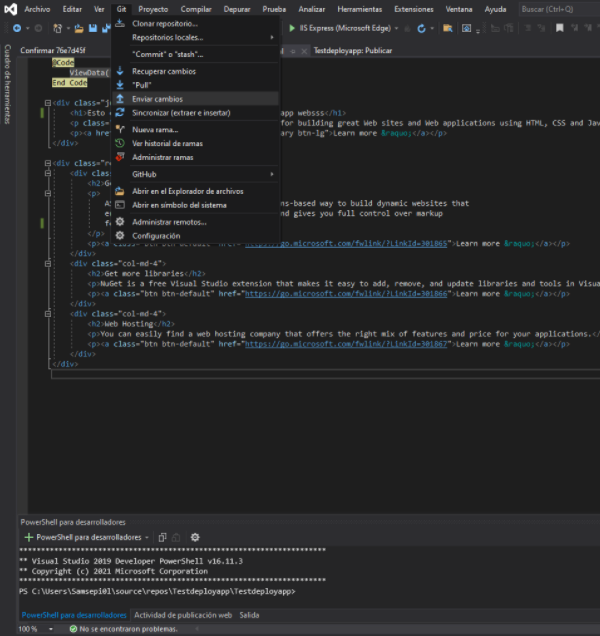 Archivo Editar Ver Git Proyecto Compilar Depurar Prueba Analizar Herramientas Extensiones Ventana Ayuda Buscar (Ctrl+Q)
IIS Express (Microsoft Edge)
Cuadro de herramientas
Confirmar 76e7d45f
Testdeployapp: Publicar
Clonar repositorio...
Repositorios locales...
"Commit" o "stash"...
Recuperar cambios
"Pull"
Enviar cambios
Sincronizar (extraer e insertar)
Nueva rama...
Ver historial de ramas
Administrar ramas
GitHub
Abrir en el Explorador de archivos
Abrir en símbolo del sistema
Administrar remotos...
Configuración
@Code
ViewData(
End Code
<div class="j
<h1>Esto app websss</h1>
<p class= for building great Web sites and Web applications using HTML, CSS and Jav
<p><a h ary btn-lg">Learn more &raquo;</a></p>
</div>
<div class="r
<div clas
<h2>G
<p>
AS ns-based way to build dynamic websites that
e nd gives you full control over markup
f
</p>
<p><a class="btn btn-default" href="https://go.microsoft.com/fwlink/?LinkId=301865">Learn more &raquo;</a></p>
</div>
<div class="col-md-4">
<h2>Get more libraries</h2>
<p>NuGet is a free Visual Studio extension that makes it easy to add, remove, and update libraries and tools in Visua
<p><a class="btn btn-default" href="https://go.microsoft.com/fwlink/?LinkId=301866">Learn more &raquo;</a></p>
</div>
<div class="col-md-4">
<h2>Web Hosting</h2>
<p>You can easily find a web hosting company that offers the right mix of features and price for your applications.</
<p><a class="btn btn-default" href="https://go.microsoft.com/fwlink/?LinkId=301867">Learn more &raquo;</a></p>
</div>
</div>
PowerShell para desarrolladores
+ PowerShell para desarrolladores
**********************************************************************
** Visual Studio 2019 Developer PowerShell v16.11.3
** Copyright (c) 2021 Microsoft Corporation
**********************************************************************
PS C:\Users\Samsepi0l\source\repos\Testdeployapp\Testdeployapp>
PowerShell para desarrolladores Actividad de publicación web Salida
100 % No se encontraron problemas.